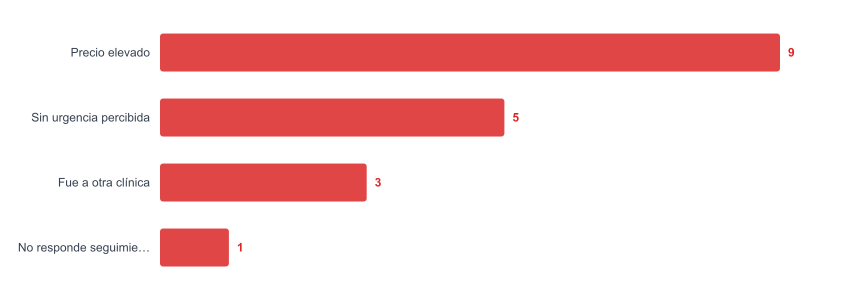 Precio elevado 9
Sin urgencia percibida 5
Fue a otra clínica 3
No responde seguimie… 1